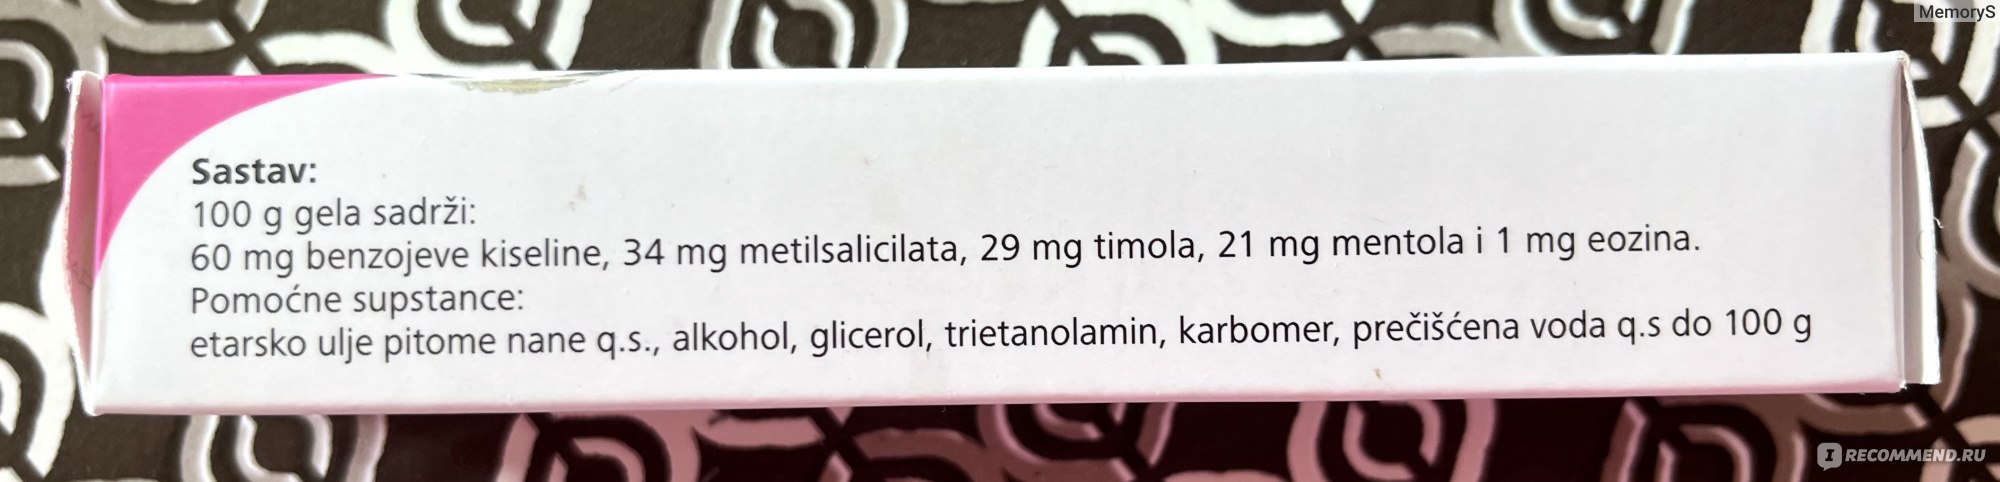 MemoryS
Sastav:
100 g gela sadrži:
60 mg benzojeve kiseline, 34 mg metilsalicilata, 29 mg timola, 21 mg mentola i 1 mg eozina.
Pomoćne supstance:
etarsko ulje pitome nane q.s., alkohol, glicerol, trietanolamin, karbomer, prečišćena voda q.s do 100 g
I RECOMMEND.RU